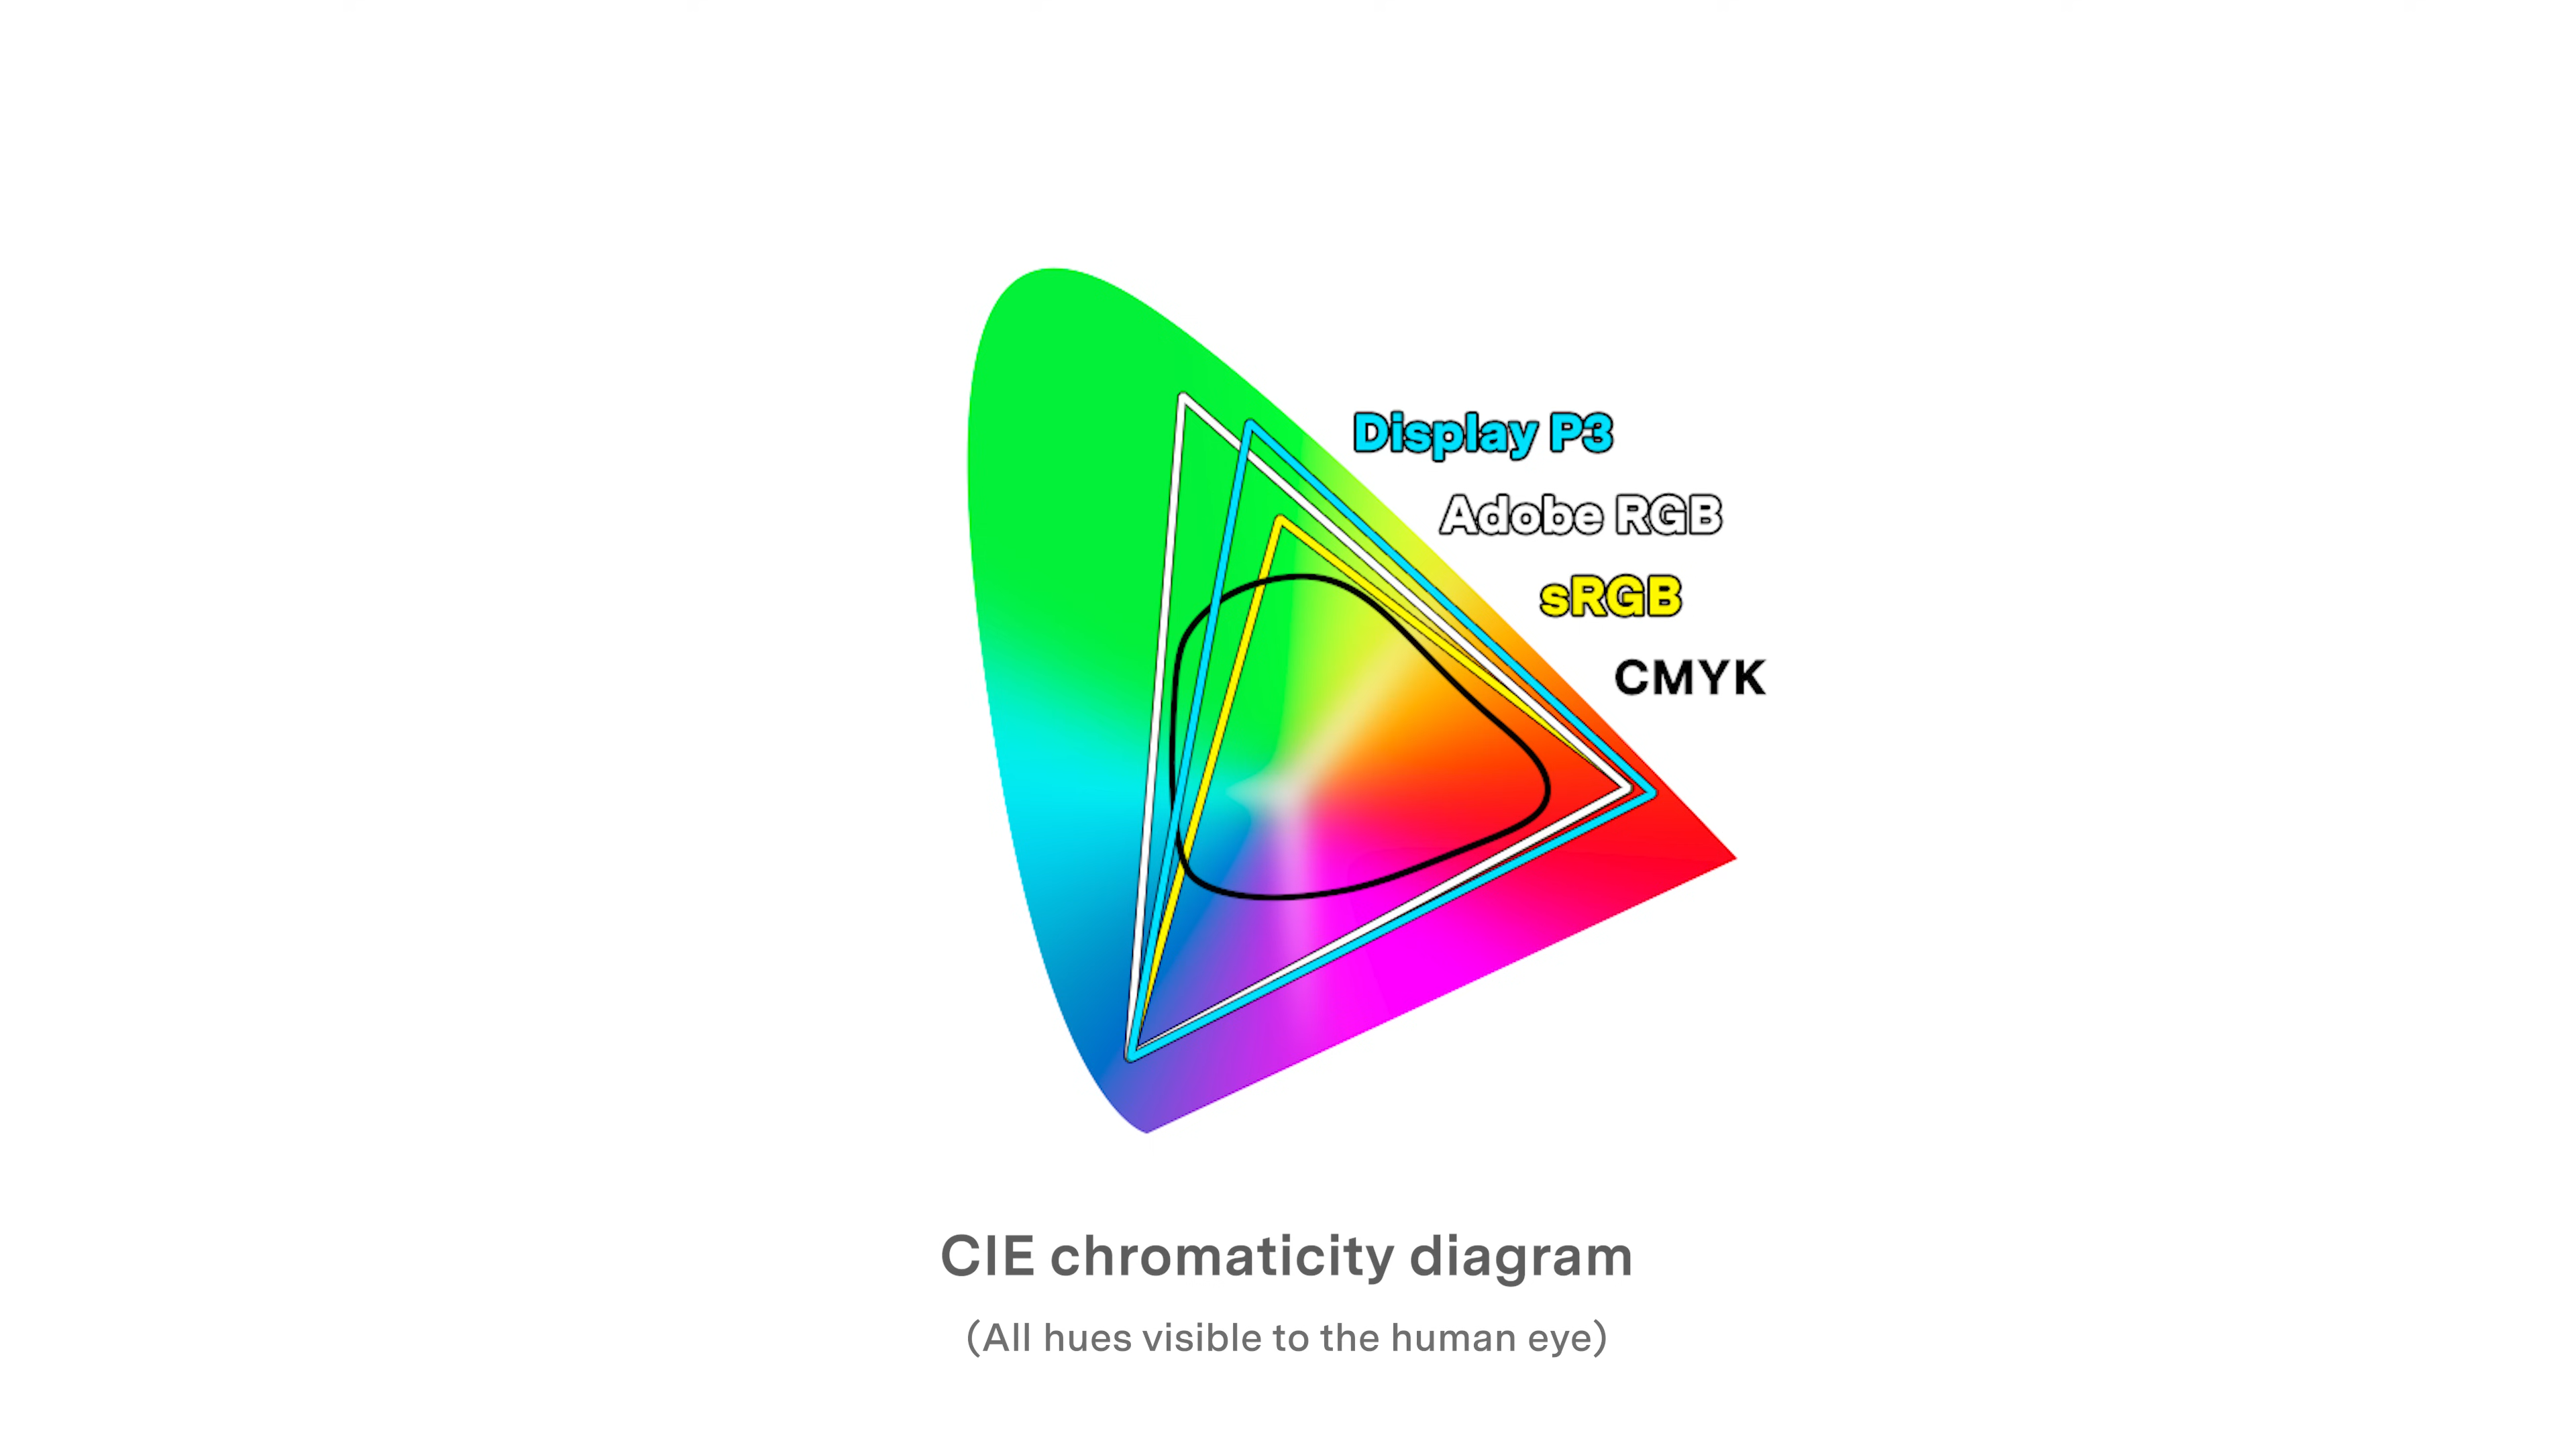 Display P3
Adobe RGB
sRGB
CMYK
CIE chromaticity diagram
(All hues visible to the human eye)